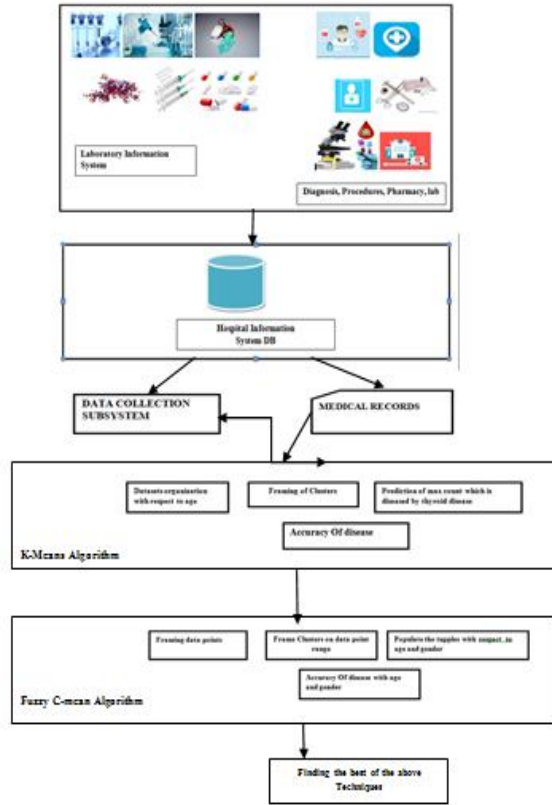 Laboratory Information
System
Diagnosis, Procedures, Pharmacy, lab
Hospital Information
System DB
DATA COLLECTION
SUBSYSTEM
MEDICAL RECORDS
Datasets organization
with respect to age
Framing of Clusters
Prediction of max count which is
diseased by thyroid disease
Accuracy Of disease
K-Means Algorithm
Framing data points
Frame Clusters on data point
range
Populate the tupples with respect. to
age and gender
Accuracy Of disease with age
and gender
Fuzzy C-mean Algorithm
Finding the best of the above
Techniques